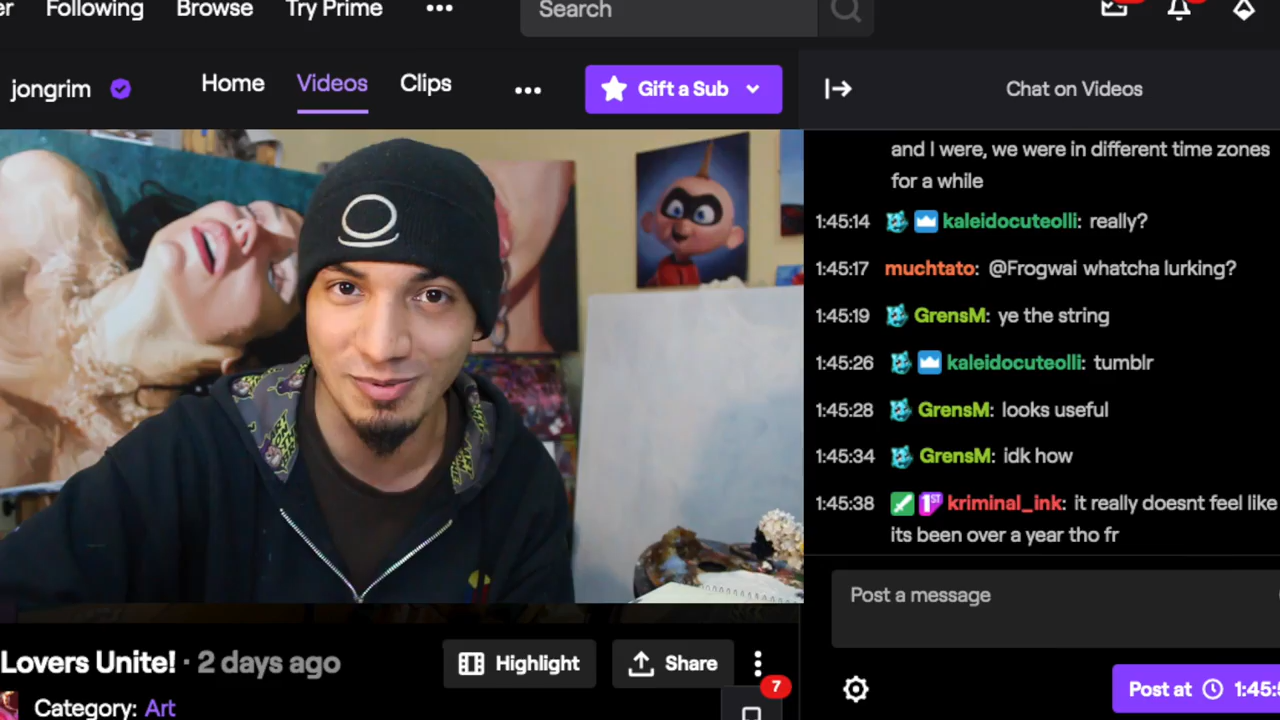 Following Browse Try Prime
Search
jongrim
Home Videos Clips
Gift a Sub
Chat on Videos
and I were, we were in different time zones
for a while
1:45:14 kaleidocuteolli: really?
1:45:17 muchtato: @Frogwai whatcha lurking?
1:45:19 GrensM: ye the string
1:45:26 kaleidocuteolli: tumblr
1:45:28 GrensM: looks useful
1:45:34 GrensM: idk how
1:45:38 1ST kriminal_ink: it really doesnt feel like
its been over a year tho fr
Post a message
Lovers Unite! · 2 days ago
Highlight
Share
7
Category: Art
Post at